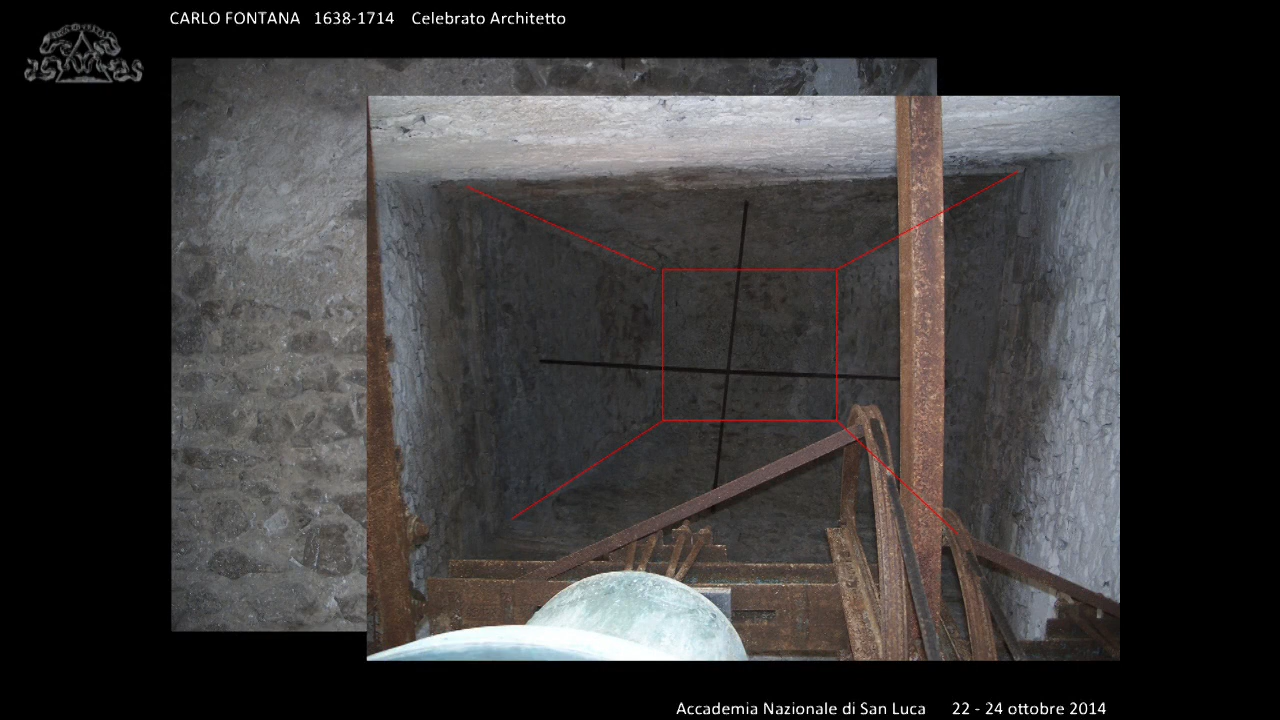 CARLO FONTANA 1638-1714 Celebrato Architetto
Accademia Nazionale di San Luca 22 - 24 ottobre 2014